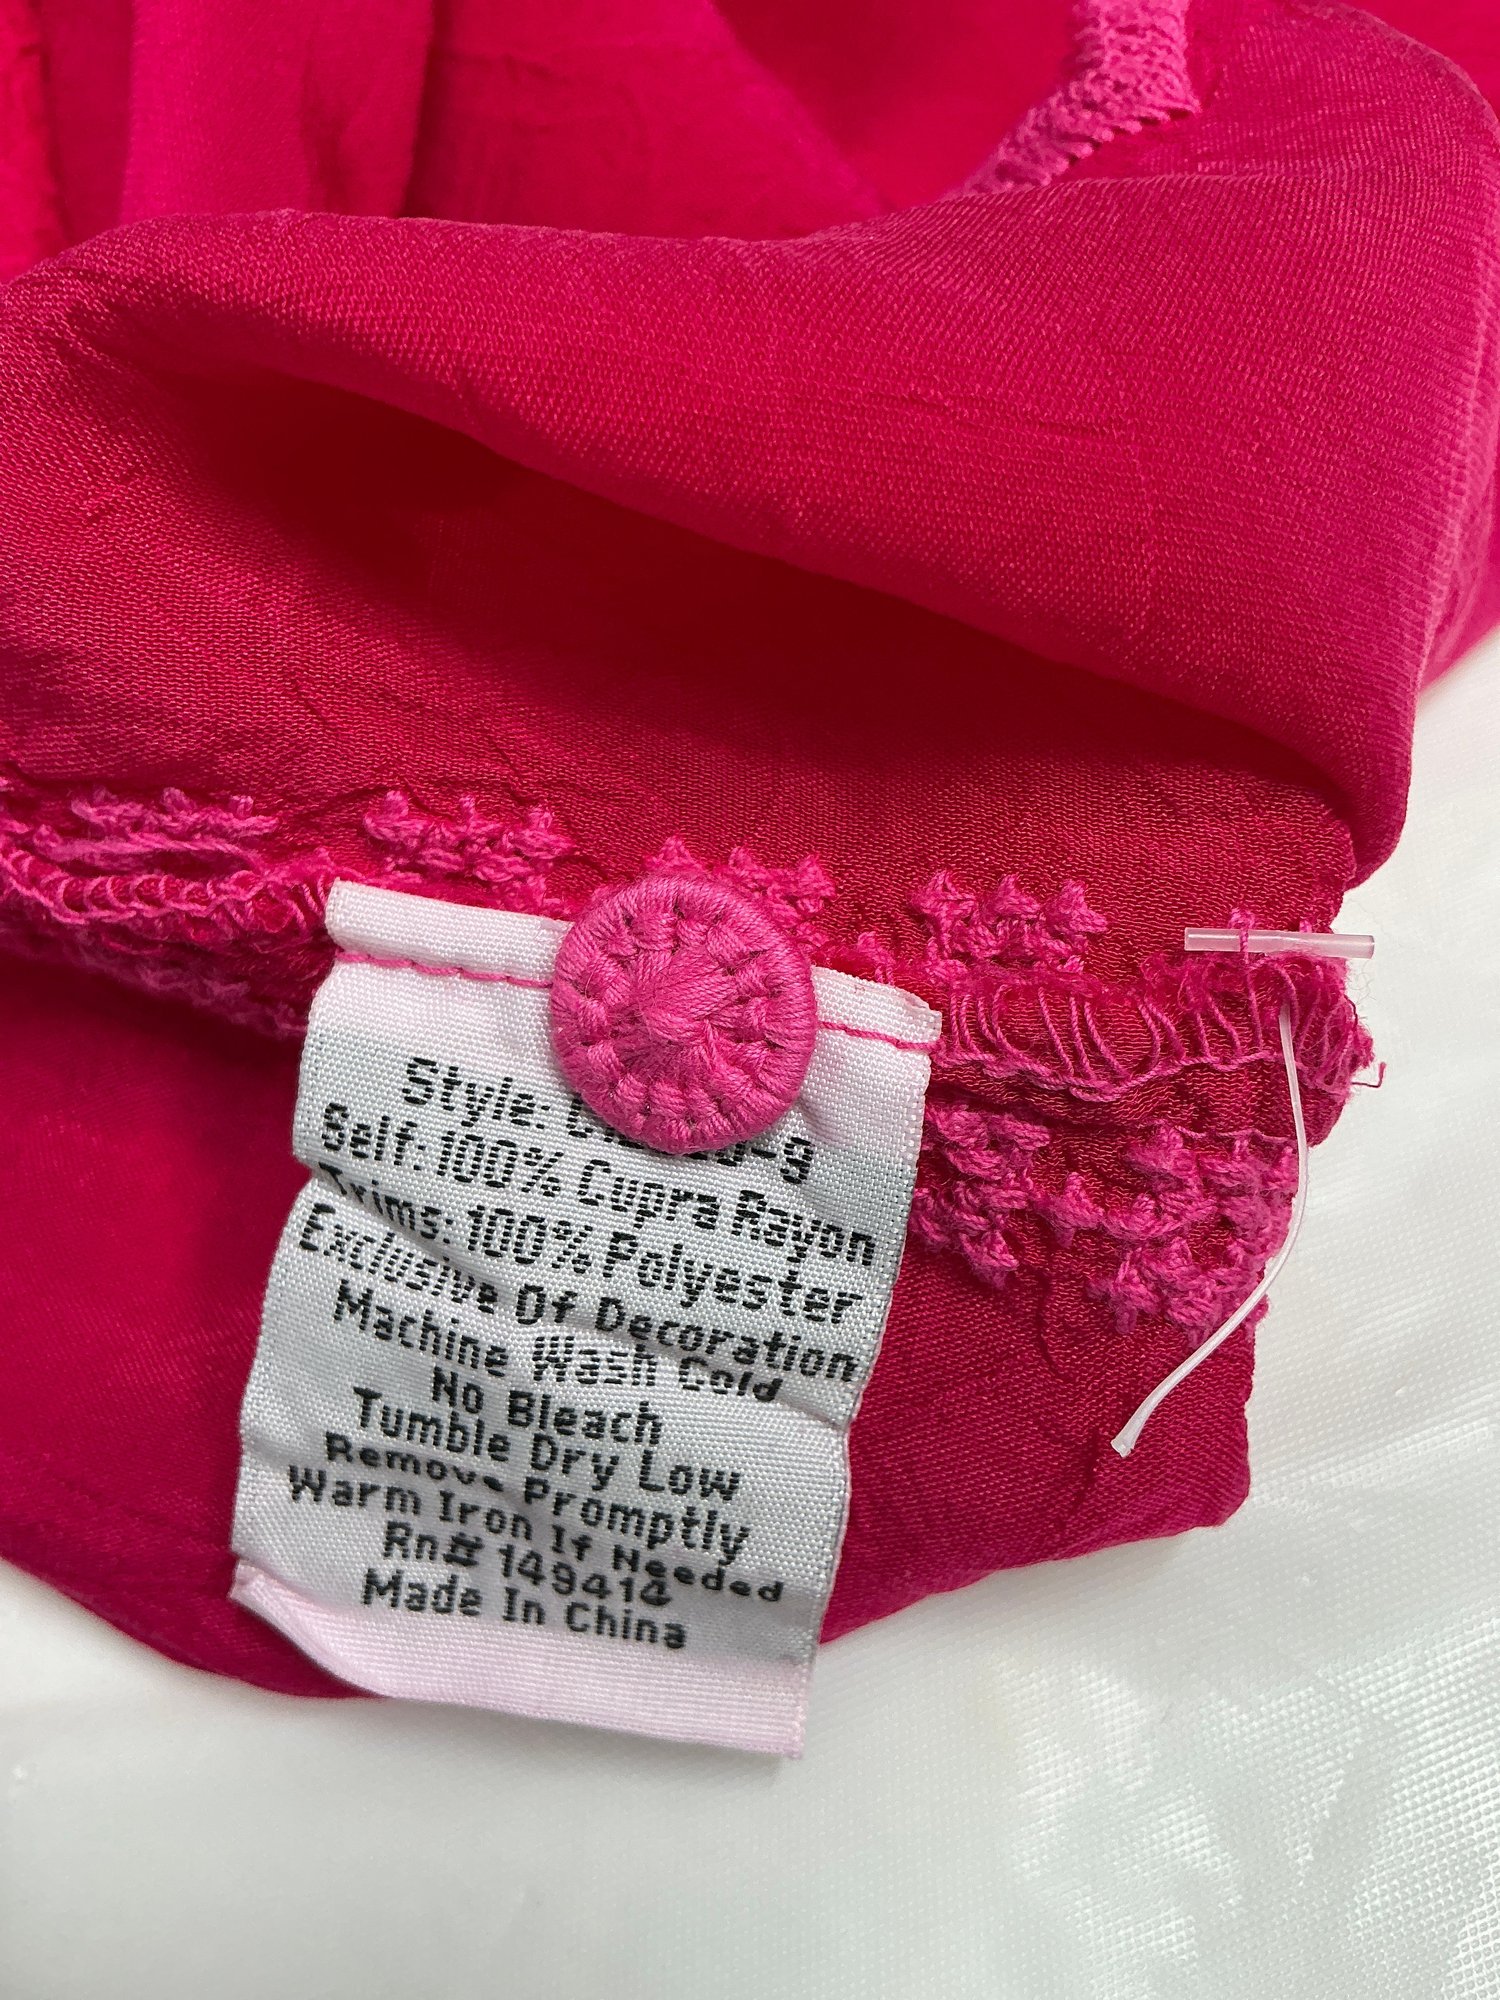 Style:
Self: 100% Cupra Rayon
Trims: 100% Polyester
Exclusive Of Decoration
Machine Wash Cold
No Bleach
Tumble Dry Low
Remove Promptly
Warm Iron If Needed
Rn# 149414
Made In China